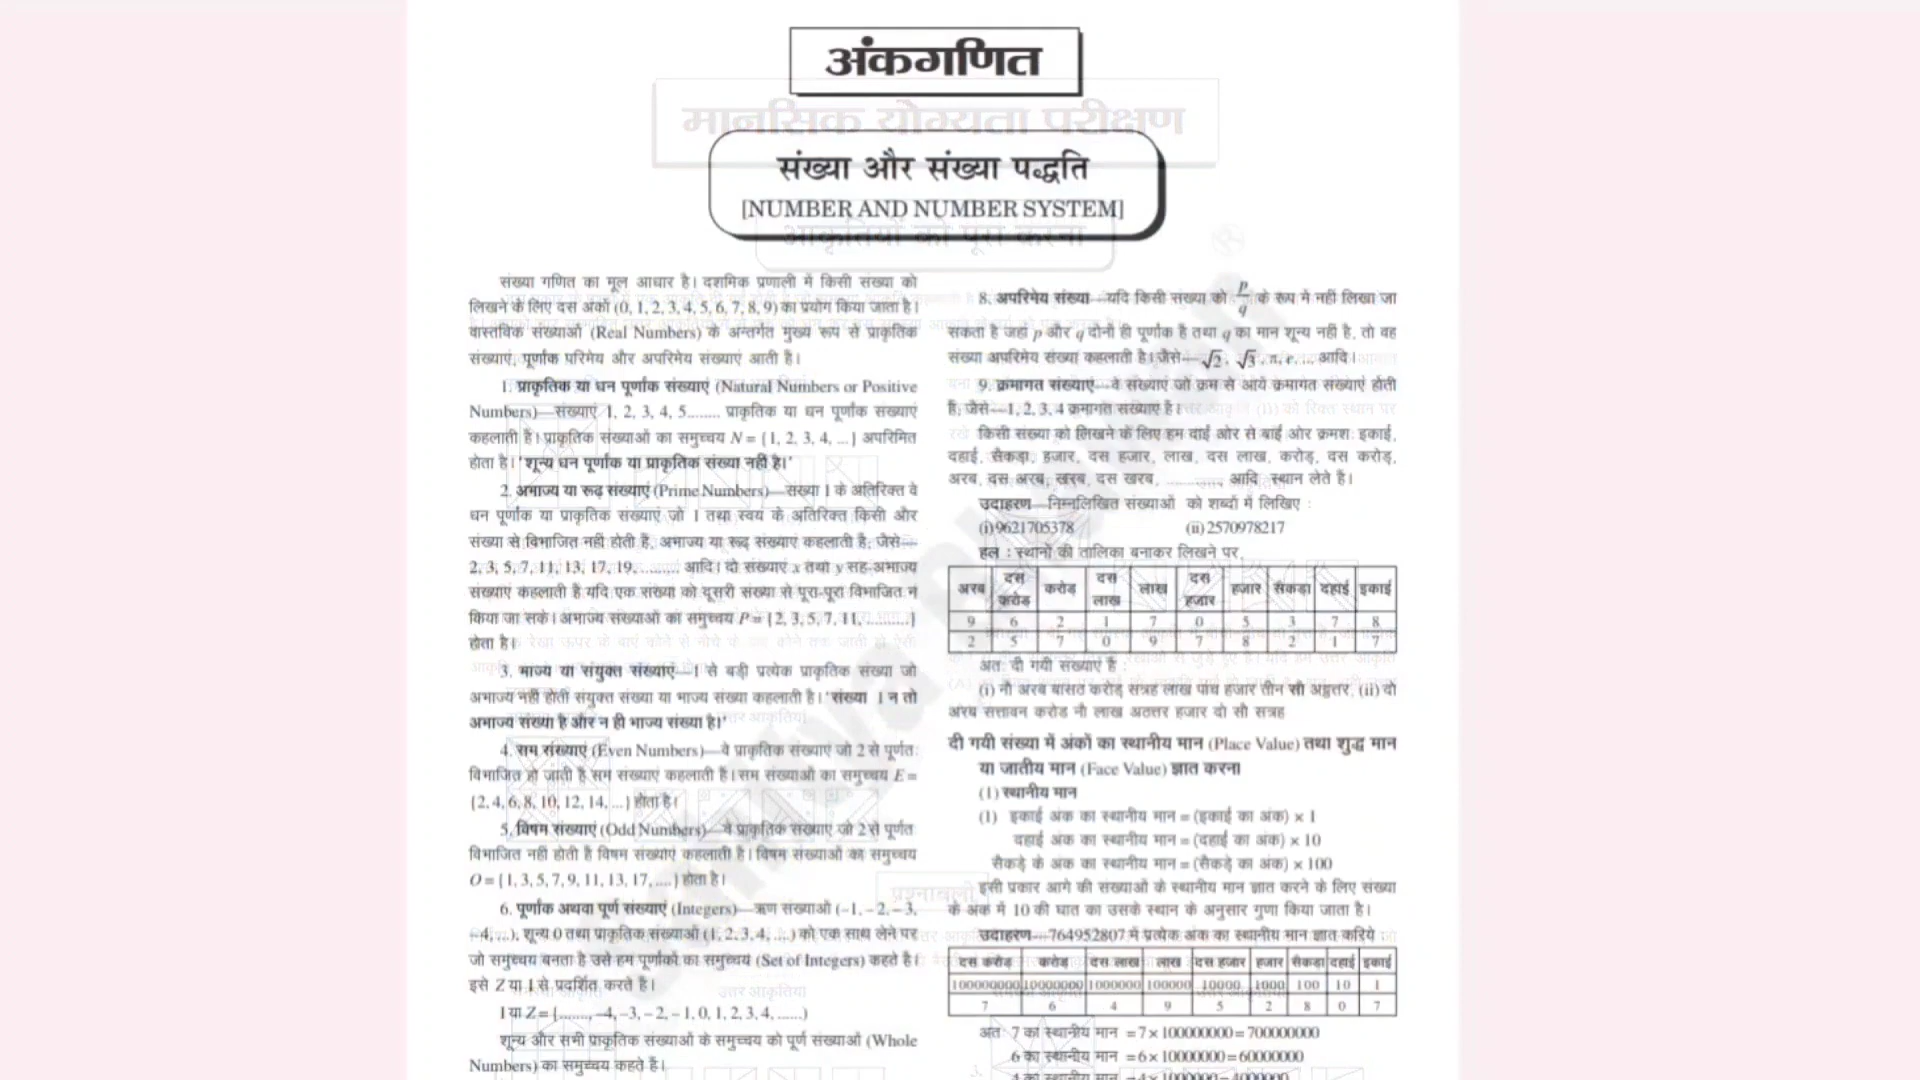 अंकगणित
मानसिक योग्यता परीक्षण
संख्या और संख्या पद्धति
[NUMBER AND NUMBER SYSTEM]
आकृतियों को पूरा करना
संख्या गणित का मूल आधार है। दशमिक प्रणाली में किसी संख्या को
लिखने के लिए दस अंकों (0, 1, 2, 3, 4, 5, 6, 7, 8, 9) का प्रयोग किया जाता है।
वास्तविक संख्याओं (Real Numbers) के अन्तर्गत मुख्य रूप से प्राकृतिक
संख्याएं, पूर्णांक परिमेय और अपरिमेय संख्याएं आती हैं।
1. प्राकृतिक या धन पूर्णांक संख्याएं (Natural Numbers or Positive
Numbers)—संख्याएं 1, 2, 3, 4, 5........ प्राकृतिक या धन पूर्णांक संख्याएं
कहलाती हैं। प्राकृतिक संख्याओं का समुच्चय N = {1, 2, 3, 4, ...} अपरिमित
होता है। 'शून्य धन पूर्णांक या प्राकृतिक संख्या नहीं है।'
2. अभाज्य या रूढ़ संख्याएं (Prime Numbers)—संख्या 1 के अतिरिक्त वे
धन पूर्णांक या प्राकृतिक संख्याएं जो 1 तथा स्वयं के अतिरिक्त किसी और
संख्या से विभाजित नहीं होती हैं, अभाज्य या रूढ़ संख्याएं कहलाती हैं, जैसे—
2, 3, 5, 7, 11, 13, 17, 19, ......... आदि। दो संख्याएं x तथा y सह-अभाज्य
संख्याएं कहलाती हैं यदि एक संख्या को दूसरी संख्या से पूरा-पूरा विभाजित न
किया जा सके। अभाज्य संख्याओं का समुच्चय P = {2, 3, 5, 7, 11, ..........}
होता है।
3. भाज्य या संयुक्त संख्याएं—1 से बड़ी प्रत्येक प्राकृतिक संख्या जो
अभाज्य नहीं होती संयुक्त संख्या या भाज्य संख्या कहलाती है। 'संख्या 1 न तो
अभाज्य संख्या है और न ही भाज्य संख्या है।'
4. सम संख्याएं (Even Numbers)—वे प्राकृतिक संख्याएं जो 2 से पूर्णतः
विभाजित हो जाती हैं सम संख्याएं कहलाती हैं। सम संख्याओं का समुच्चय E =
{2, 4, 6, 8, 10, 12, 14, ...} होता है।
5. विषम संख्याएं (Odd Numbers)—वे प्राकृतिक संख्याएं जो 2 से पूर्णतः
विभाजित नहीं होती हैं विषम संख्याएं कहलाती हैं। विषम संख्याओं का समुच्चय
O = {1, 3, 5, 7, 9, 11, 13, 17, ....} होता है।
6. पूर्णांक अथवा पूर्ण संख्याएं (Integers)—ऋण संख्याओं (–1, – 2, – 3,
–4, ...), शून्य 0 तथा प्राकृतिक संख्याओं (1, 2, 3, 4, ....) को एक साथ लेने पर
जो समुच्चय बनता है उसे हम पूर्णांकों का समुच्चय (Set of Integers) कहते हैं।
इसे Z या I से प्रदर्शित करते हैं।
I या Z = {........, –4, –3, – 2, – 1, 0, 1, 2, 3, 4, ......}
शून्य और सभी प्राकृतिक संख्याओं के समुच्चय को पूर्ण संख्याओं (Whole
Numbers) का समुच्चय कहते हैं।
8. अपरिमेय संख्या—यदि किसी संख्या को p/q के रूप में नहीं लिखा जा
सकता है जहां p और q दोनों ही पूर्णांक हैं तथा q का मान शून्य नहीं है, तो वह
संख्या अपरिमेय संख्या कहलाती है। जैसे—√2, √3, π, e, ... आदि।
9. क्रमागत संख्याएं—वे संख्याएं जो क्रम से आयें क्रमागत संख्याएं होती
हैं, जैसे—1, 2, 3, 4 क्रमागत संख्याएं हैं।
किसी संख्या को लिखने के लिए हम दाईं ओर से बाईं ओर क्रमशः इकाई,
दहाई, सैकड़ा, हजार, दस हजार, लाख, दस लाख, करोड़, दस करोड़,
अरब, दस अरब, खरब, दस खरब, ............, आदि स्थान लेते हैं।
उदाहरण—निम्नलिखित संख्याओं को शब्दों में लिखिए :
(i) 9621705378 (ii) 2570978217
हल : स्थानों की तालिका बनाकर लिखने पर,
अरब दस करोड़ करोड़ दस लाख लाख दस हजार हजार सैकड़ा दहाई इकाई
9 6 2 1 7 0 5 3 7 8
2 5 7 0 9 7 8 2 1 7
अतः दी गयी संख्याएं हैं :
(i) नौ अरब बासठ करोड़ सत्रह लाख पांच हजार तीन सौ अठ्ठत्तर, (ii) दो
अरब सत्तावन करोड़ नौ लाख अठत्तर हजार दो सौ सत्रह
दी गयी संख्या में अंकों का स्थानीय मान (Place Value) तथा शुद्ध मान
या जातीय मान (Face Value) ज्ञात करना
(1) स्थानीय मान
(1) इकाई अंक का स्थानीय मान = (इकाई का अंक) × 1
दहाई अंक का स्थानीय मान = (दहाई का अंक) × 10
सैकड़े के अंक का स्थानीय मान = (सैकड़े का अंक) × 100
इसी प्रकार आगे की संख्याओं के स्थानीय मान ज्ञात करने के लिए संख्या
के अंक में 10 की घात का उसके स्थान के अनुसार गुणा किया जाता है।
प्रश्नावली
उदाहरण—764952807 में प्रत्येक अंक का स्थानीय मान ज्ञात करिये
दस करोड़ करोड़ दस लाख लाख दस हजार हजार सैकड़ा दहाई इकाई
100000000 10000000 1000000 100000 10000 1000 100 10 1
7 6 4 9 5 2 8 0 7
अतः 7 का स्थानीय मान = 7 × 100000000 = 700000000
6 का स्थानीय मान = 6 × 10000000 = 60000000
4 का स्थानीय मान = 4 × 1000000 = 4000000